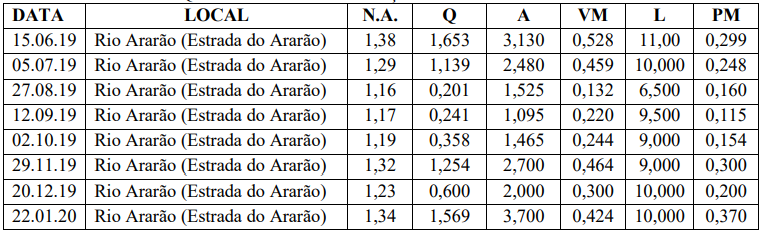 DATA LOCAL N.A. Q A VM L PM
15.06.19 Rio Ararão (Estrada do Ararão) 1,38 1,653 3,130 0,528 11,00 0,299
05.07.19 Rio Ararão (Estrada do Ararão) 1,29 1,139 2,480 0,459 10,000 0,248
27.08.19 Rio Ararão (Estrada do Ararão) 1,16 0,201 1,525 0,132 6,500 0,160
12.09.19 Rio Ararão (Estrada do Ararão) 1,17 0,241 1,095 0,220 9,500 0,115
02.10.19 Rio Ararão (Estrada do Ararão) 1,19 0,358 1,465 0,244 9,000 0,154
29.11.19 Rio Ararão (Estrada do Ararão) 1,32 1,254 2,700 0,464 9,000 0,300
20.12.19 Rio Ararão (Estrada do Ararão) 1,23 0,600 2,000 0,300 10,000 0,200
22.01.20 Rio Ararão (Estrada do Ararão) 1,34 1,569 3,700 0,424 10,000 0,370